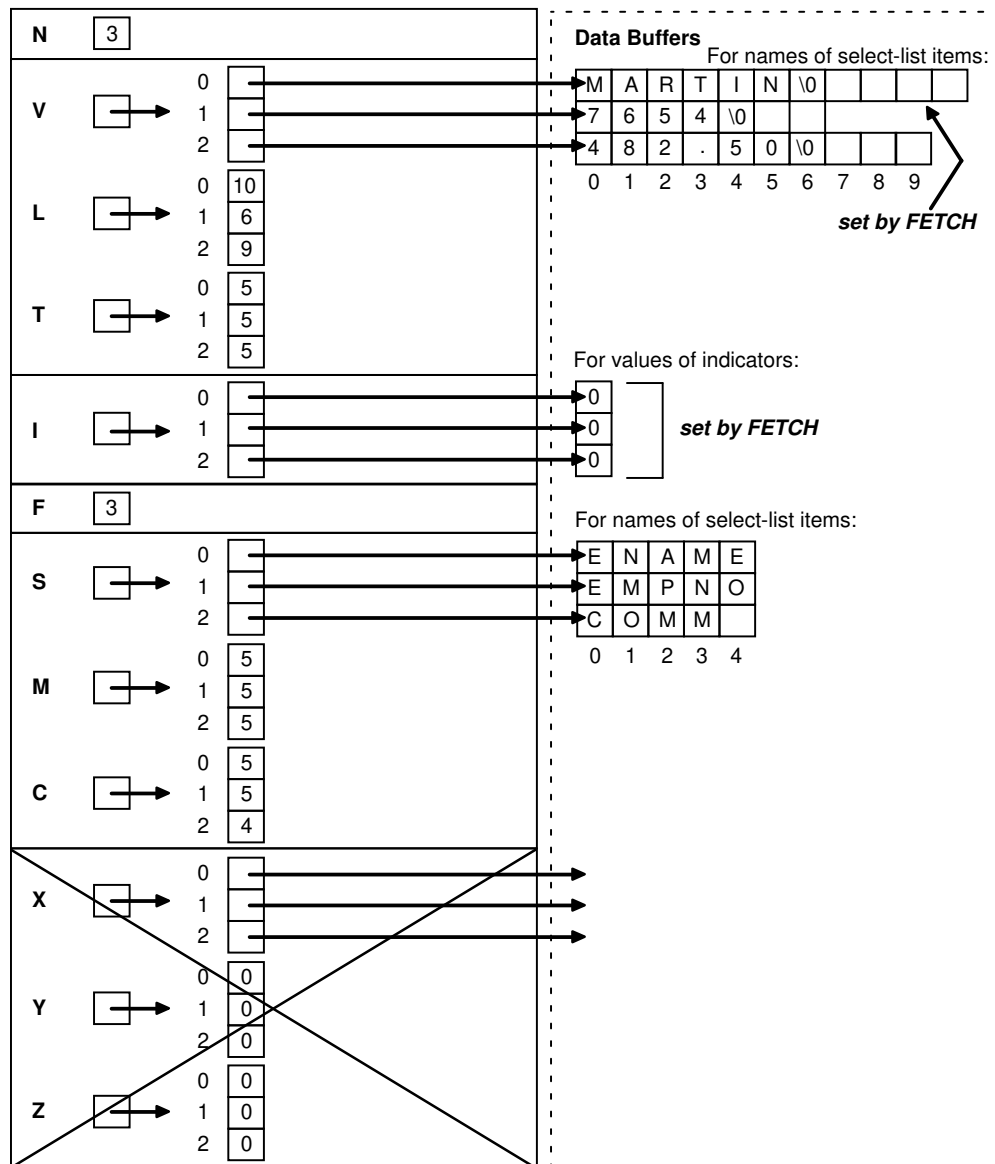 N 3
Data Buffers
For names of select-list items:
V
0 M A R T I N \0
1 7 6 5 4 \0
2 4 8 2 . 5 0 \0
0 1 2 3 4 5 6 7 8 9
set by FETCH
L
0 10
1 6
2 9
T
0 5
1 5
2 5
For values of indicators:
I
0 0
1 0
2 0
set by FETCH
F 3
For names of select-list items:
S
0 E N A M E
1 E M P N O
2 C O M M
0 1 2 3 4
M
0 5
1 5
2 5
C
0 5
1 5
2 4
X
0
1
2
Y
0 0
1 0
2 0
Z
0 0
1 0
2 0